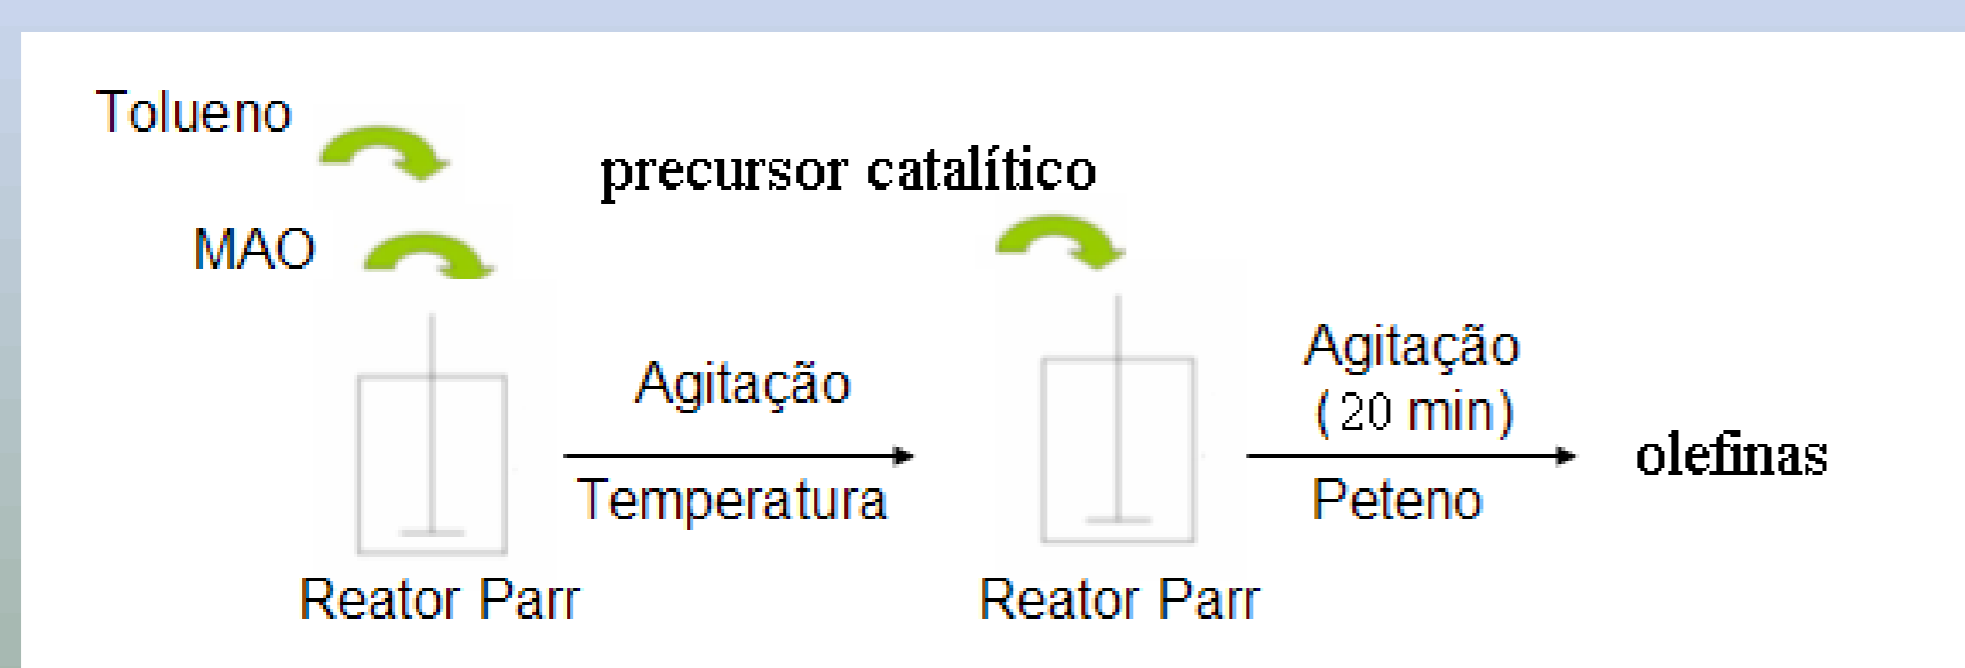 Tolueno
MAO
precursor catalítico
Agitação
Temperatura
Reator Parr
Reator Parr
Agitação
(20 min)
Peteno
olefinas